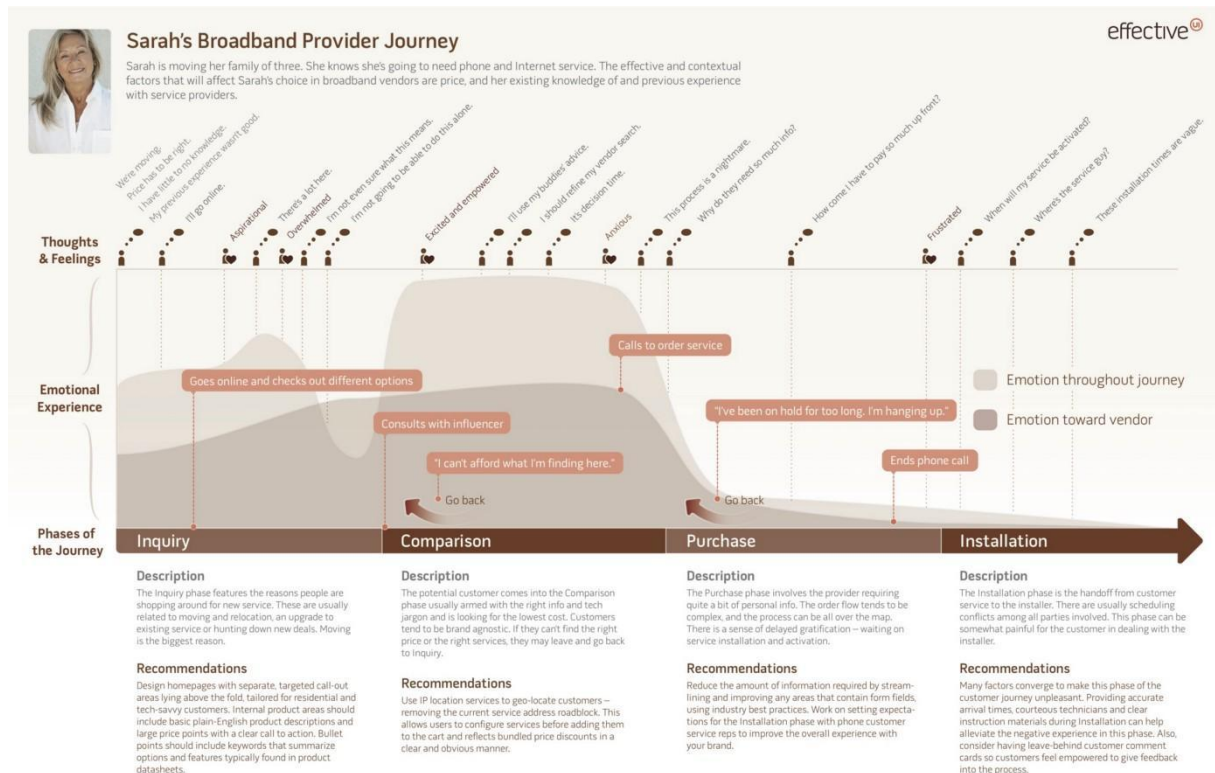 effective UI
Sarah's Broadband Provider Journey
Sarah is moving her family of three. She knows she's going to need phone and Internet service. The effective and contextual
factors that will affect Sarah's choice in broadband vendors are price, and her existing knowledge of and previous experience
with service providers.
Thoughts
& Feelings
We're moving.
Price has to be right.
I have little to no knowledge.
My previous experience wasn't good.
I'll go online.
Aspirational
There's a lot here.
Overwhelmed
I'm not even sure what this means.
I'm not going to be able to do this alone.
Excited and empowered
I'll use my buddies' advice.
I should refine my vendor search.
It's decision time.
Anxious
This process is a nightmare.
Why do they need so much info?
How come I have to pay so much up front?
Frustrated
When will my service be activated?
Where's the service guy?
These installation times are vague.
Emotional
Experience
Goes online and checks out different options
Consults with influencer
"I can't afford what I'm finding here."
Go back
Calls to order service
"I've been on hold for too long. I'm hanging up."
Go back
Ends phone call
Emotion throughout journey
Emotion toward vendor
Phases of
the Journey
Inquiry
Comparison
Purchase
Installation
Description
The Inquiry phase features the reasons people are
shopping around for new service. These are usually
related to moving and relocation, an upgrade to
existing service or hunting down new deals. Moving
is the biggest reason.
Recommendations
Design homepages with separate, targeted call-out
areas lying above the fold, tailored for residential and
tech-savvy customers. Internal product areas should
include basic plain-English product descriptions and
large price points with a clear call to action. Bullet
points should include keywords that summarize
options and features typically found in product
datasheets.
Description
The potential customer comes into the Comparison
phase usually armed with the right info and tech
jargon and is looking for the lowest cost. Customers
tend to be brand agnostic. If they can't find the right
price or the right services, they may leave and go back
to Inquiry.
Recommendations
Use IP location services to geo-locate customers –
removing the current service address roadblock. This
allows users to configure services before adding them
to the cart and reflects bundled price discounts in a
clear and obvious manner.
Description
The Purchase phase involves the provider requiring
quite a bit of personal info. The order flow tends to be
complex, and the process can be all over the map.
There is a sense of delayed gratification – waiting on
service installation and activation.
Recommendations
Reduce the amount of information required by stream-
lining and improving any areas that contain form fields,
using industry best practices. Work on setting expecta-
tions for the Installation phase with phone customer
service reps to improve the overall experience with
your brand.
Description
The Installation phase is the handoff from customer
service to the installer. There are usually scheduling
conflicts among all parties involved. This phase can be
somewhat painful for the customer in dealing with the
installer.
Recommendations
Many factors converge to make this phase of the
customer journey unpleasant. Providing accurate
arrival times, courteous technicians and clear
instruction materials during Installation can help
alleviate the negative experience in this phase. Also,
consider having leave-behind customer comment
cards so customers feel empowered to give feedback
into the process.